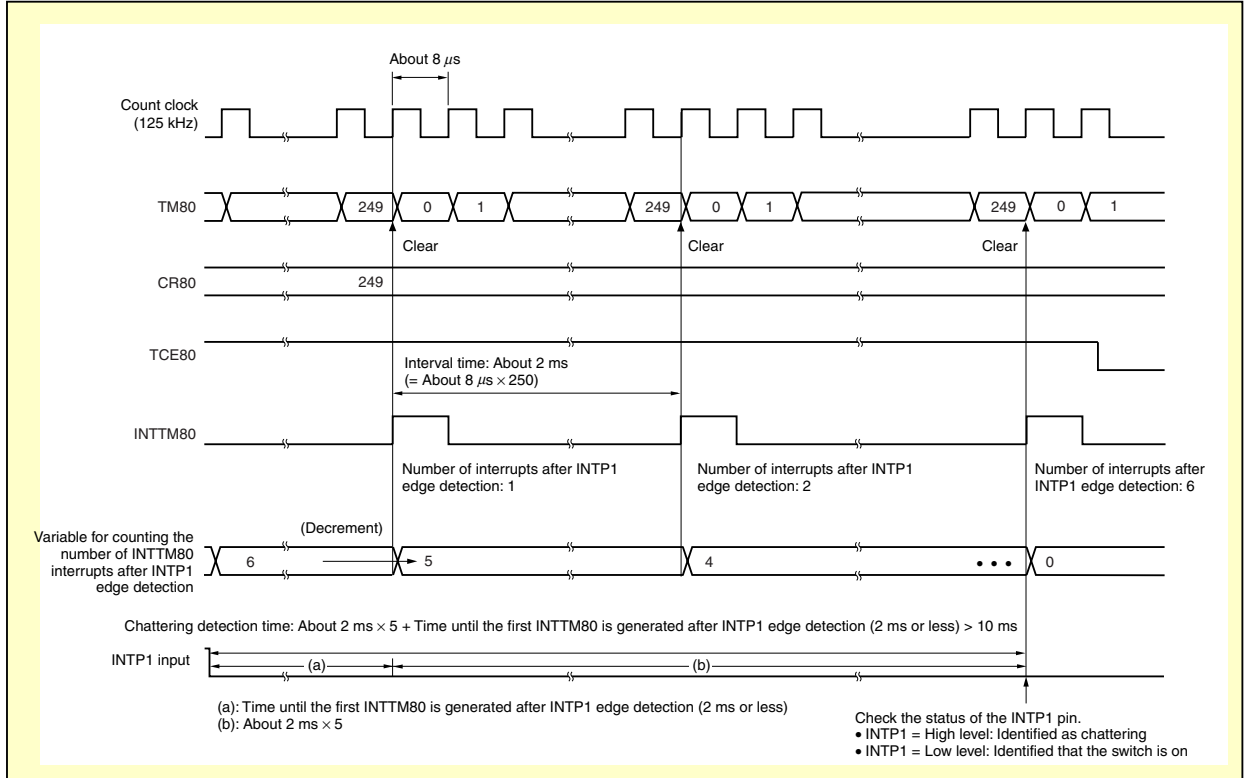 About 8 μs
Count clock
(125 kHz)
TM80
249
0
1
249
0
1
249
0
1
Clear
Clear
Clear
CR80
249
TCE80
Interval time: About 2 ms
(= About 8 μs × 250)
INTTM80
Number of interrupts after INTP1
edge detection: 1
Number of interrupts after INTP1
edge detection: 2
Number of interrupts after
INTP1 edge detection: 6
(Decrement)
Variable for counting the
number of INTTM80
interrupts after INTP1
edge detection
6
5
4
• • •
0
Chattering detection time: About 2 ms × 5 + Time until the first INTTM80 is generated after INTP1 edge detection (2 ms or less) > 10 ms
INTP1 input
(a)
(b)
(a): Time until the first INTTM80 is generated after INTP1 edge detection (2 ms or less)
(b): About 2 ms × 5
Check the status of the INTP1 pin.
• INTP1 = High level: Identified as chattering
• INTP1 = Low level: Identified that the switch is on